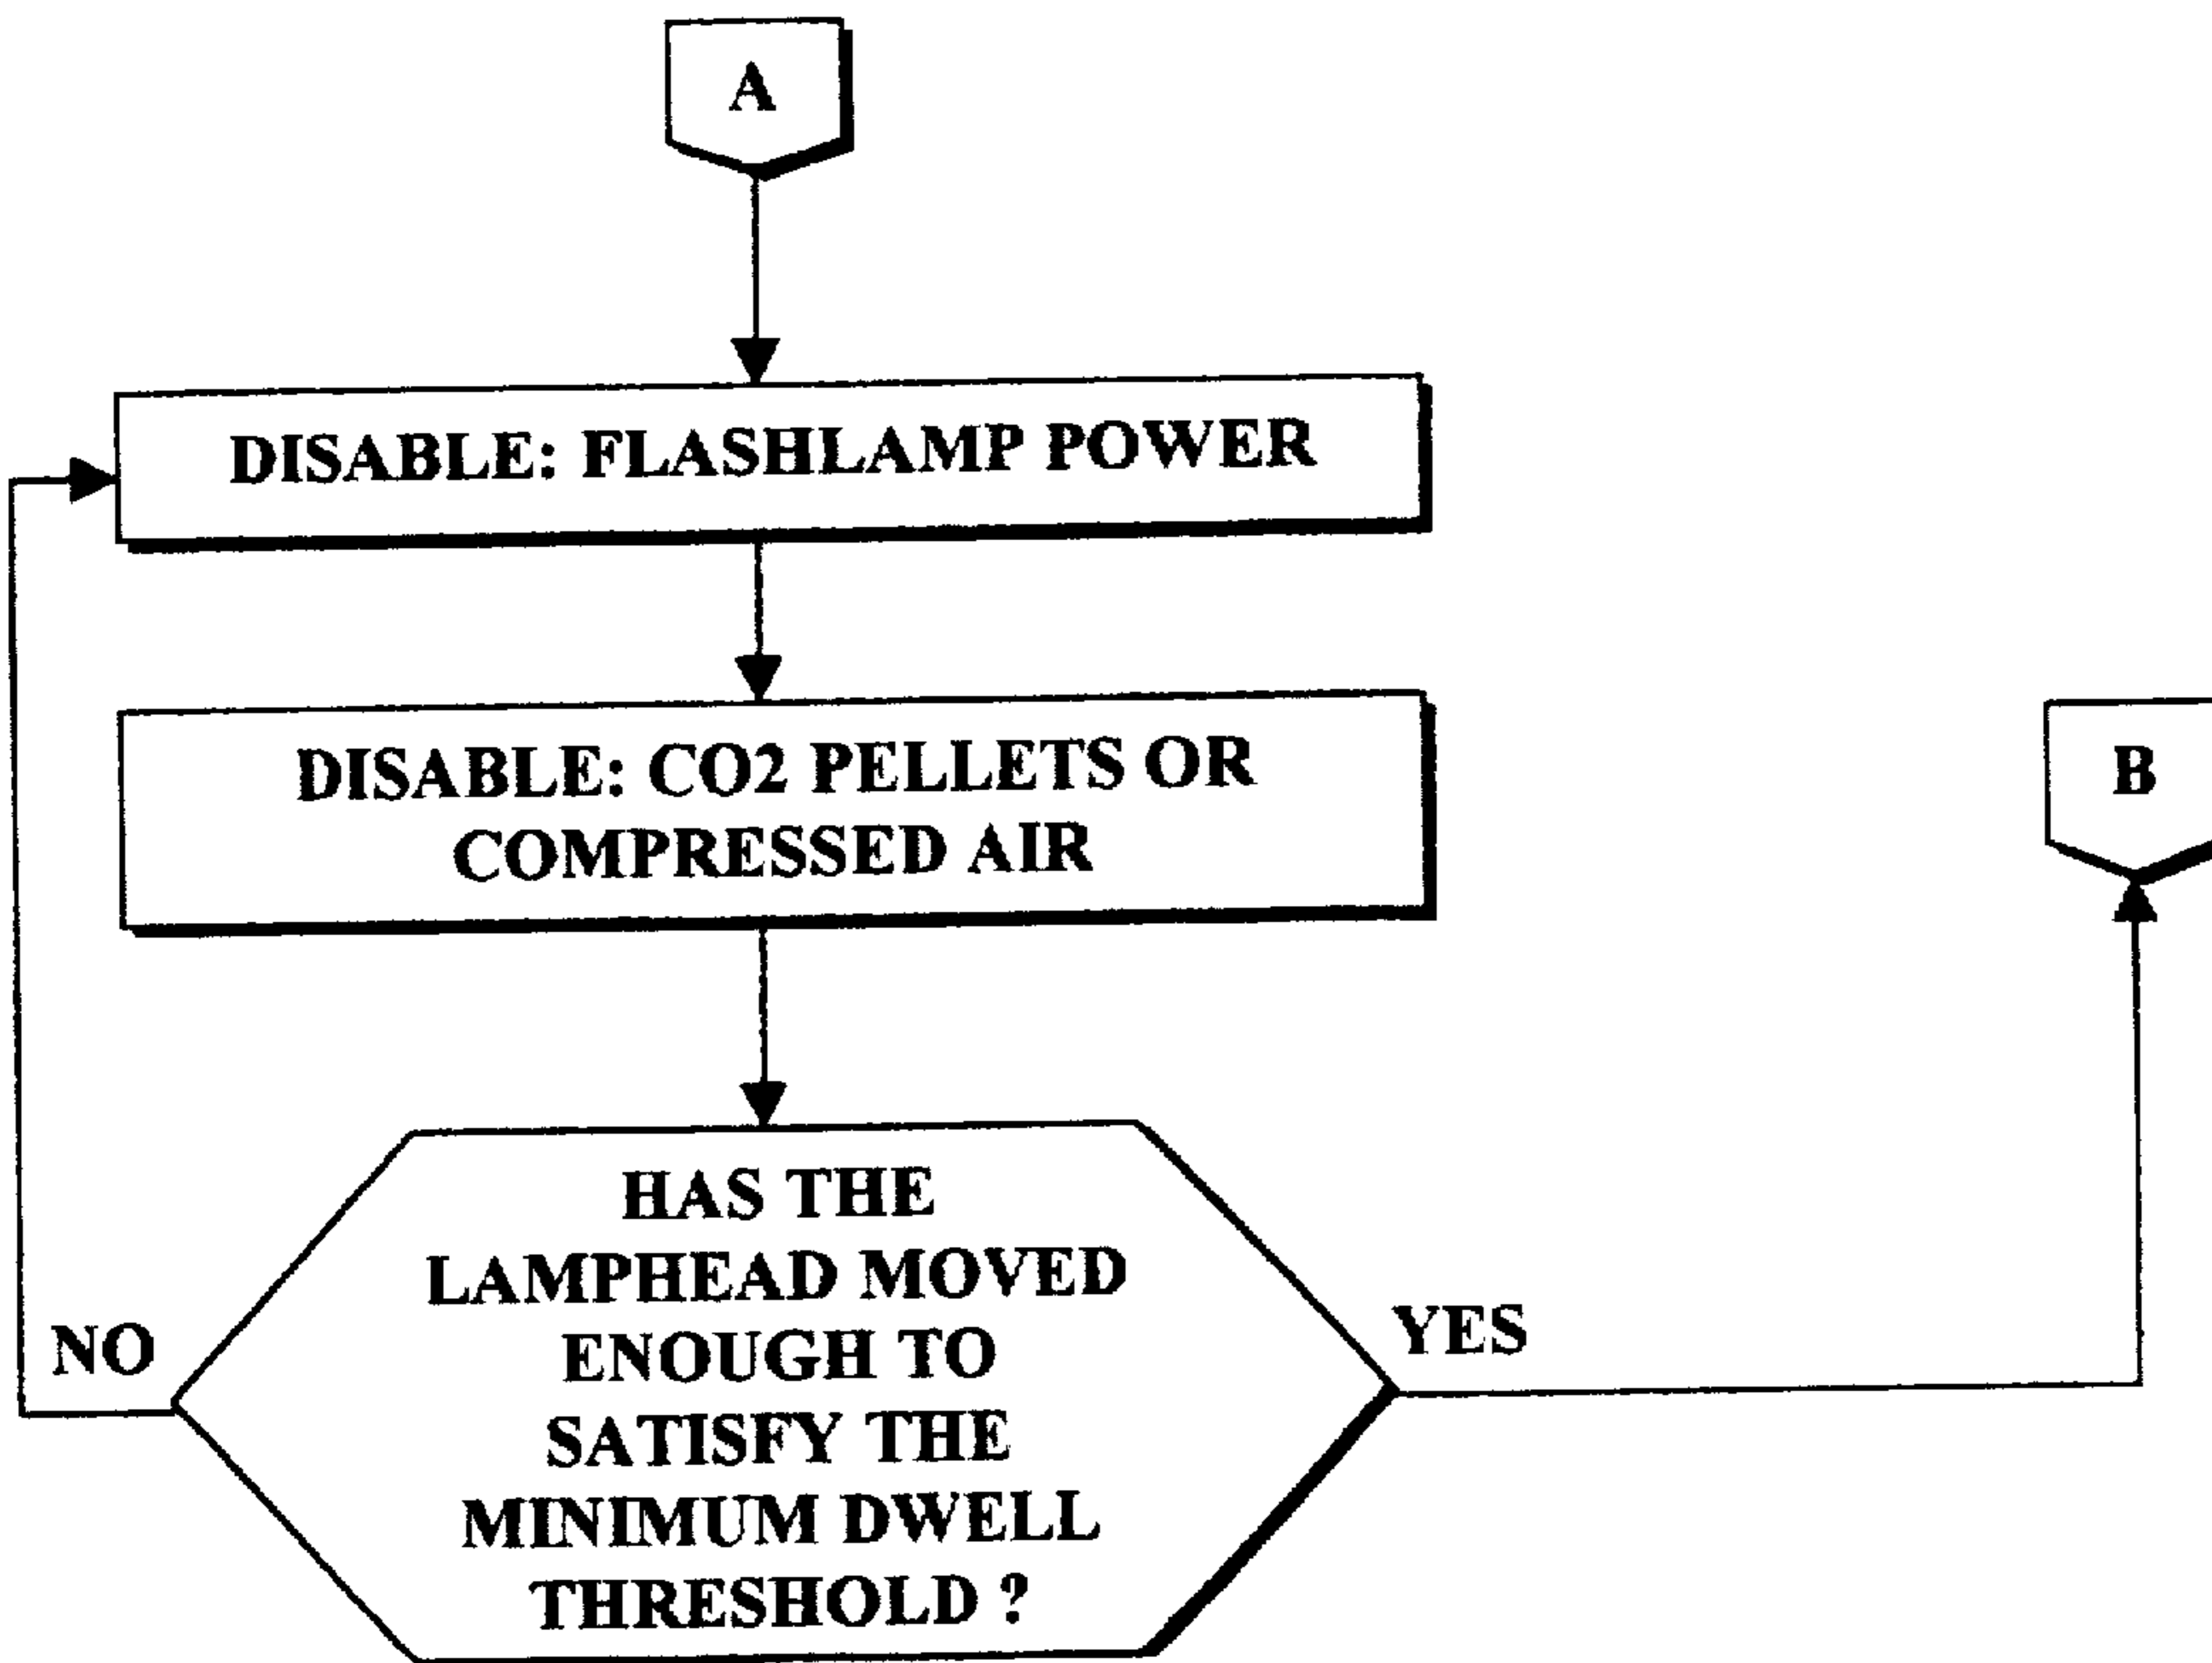 A
DISABLE: FLASHLAMP POWER
DISABLE: CO2 PELLETS OR
COMPRESSED AIR
B
HAS THE
LAMPHEAD MOVED
ENOUGH TO
SATISFY THE
MINIMUM DWELL
THRESHOLD ?
NO
YES